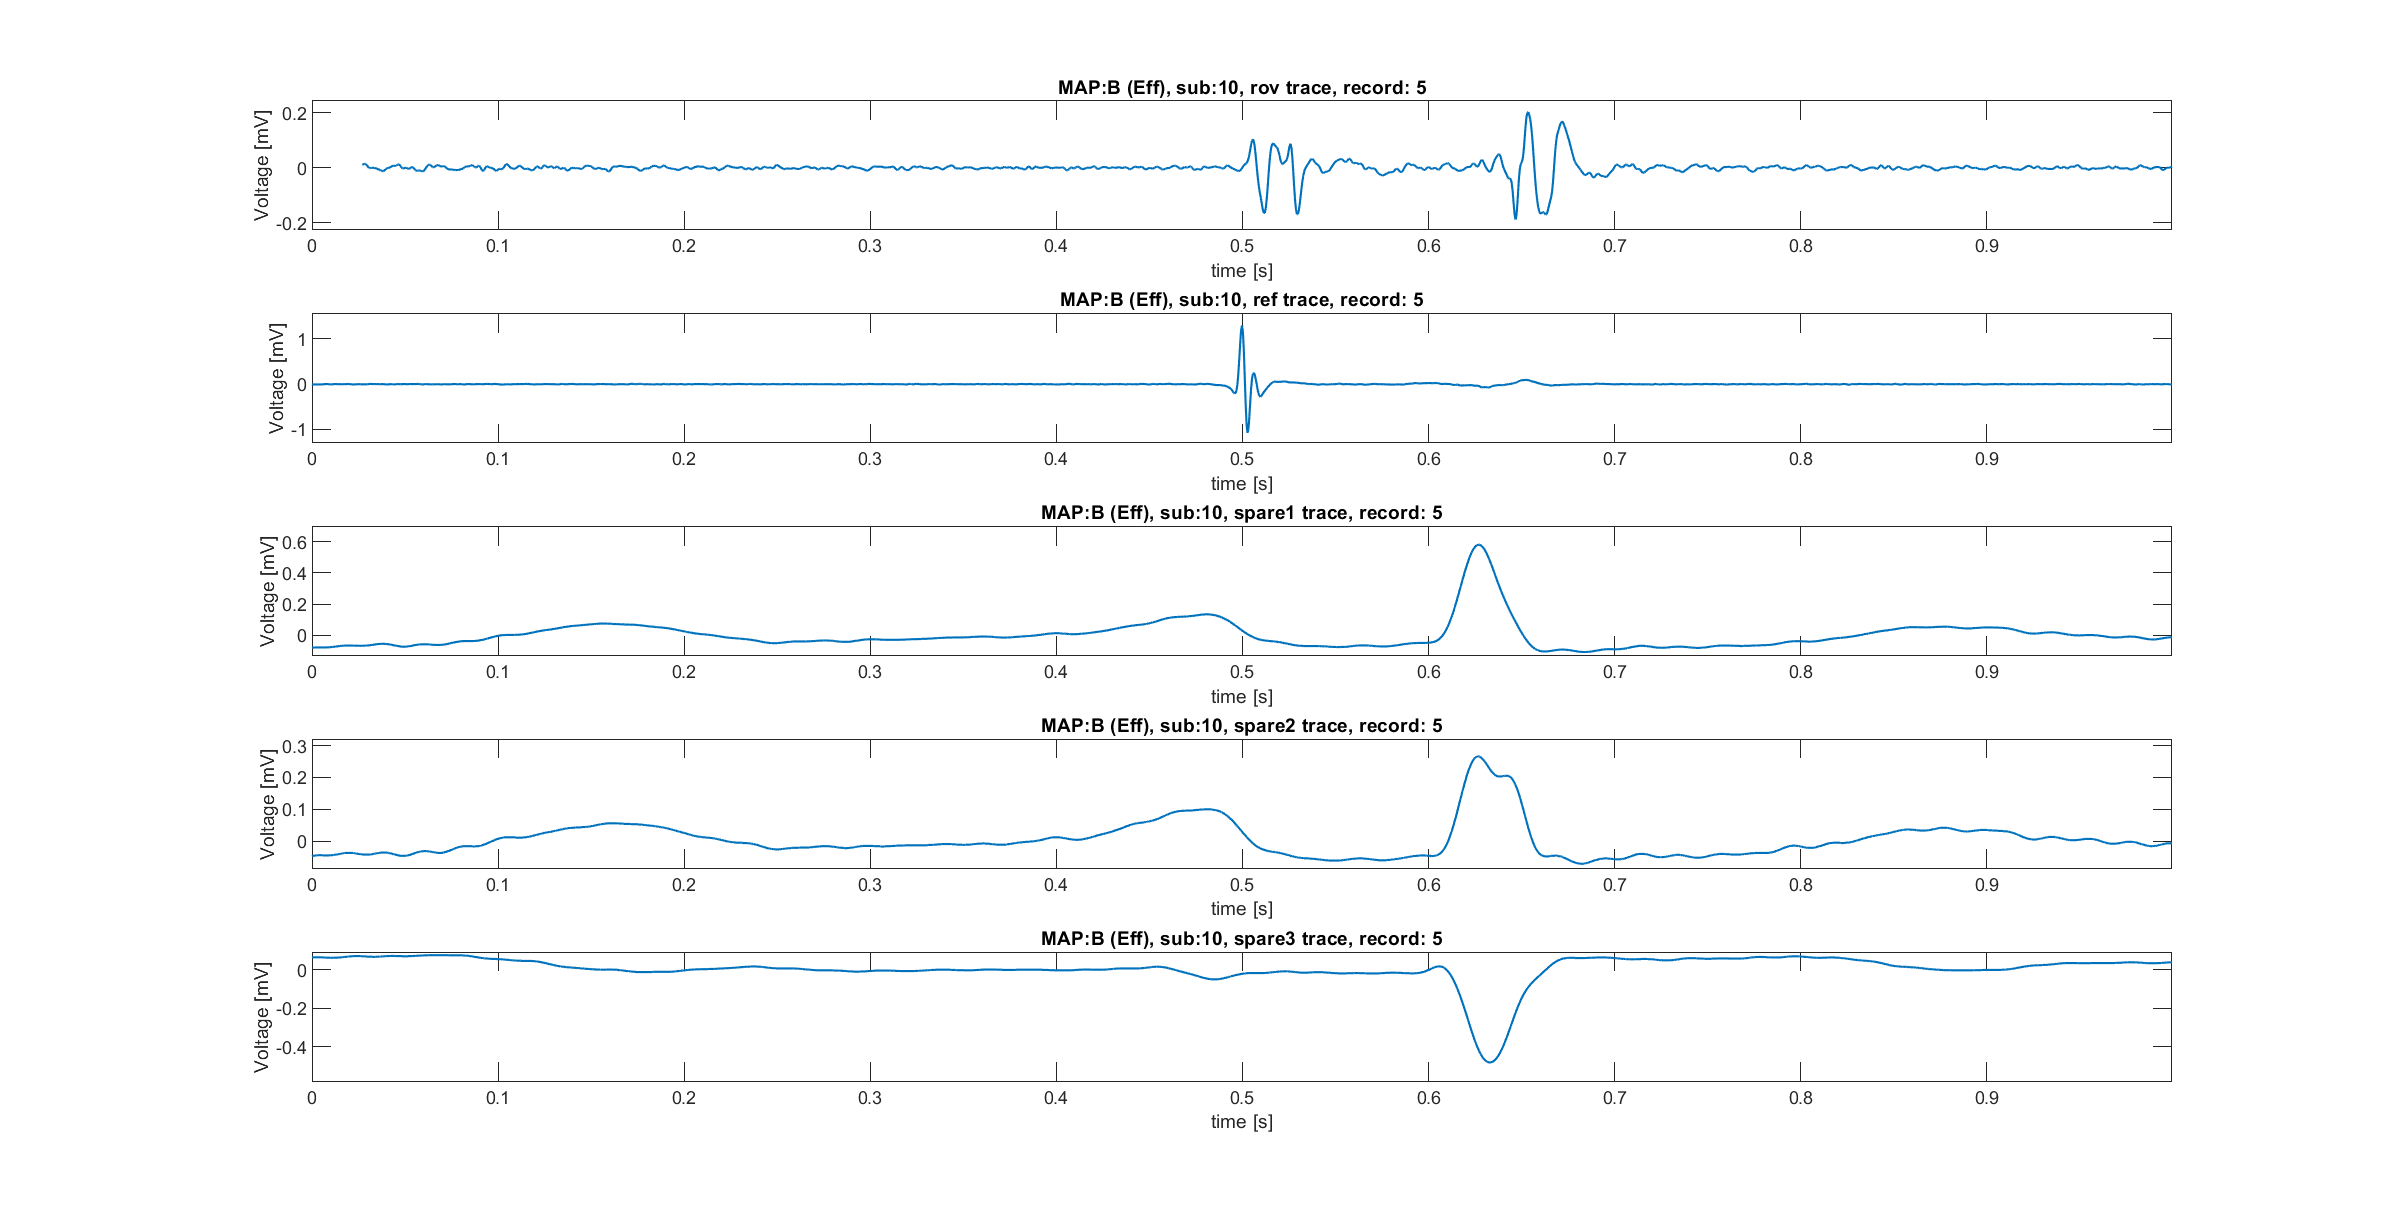 MAP:B (Eff), sub:10, rov trace, record: 5
Voltage [mV]
0.2
0
-0.2
0 0.1 0.2 0.3 0.4 0.5 0.6 0.7 0.8 0.9
time [s]
MAP:B (Eff), sub:10, ref trace, record: 5
Voltage [mV]
1
0
-1
0 0.1 0.2 0.3 0.4 0.5 0.6 0.7 0.8 0.9
time [s]
MAP:B (Eff), sub:10, spare1 trace, record: 5
Voltage [mV]
0.6
0.4
0.2
0
0 0.1 0.2 0.3 0.4 0.5 0.6 0.7 0.8 0.9
time [s]
MAP:B (Eff), sub:10, spare2 trace, record: 5
Voltage [mV]
0.3
0.2
0.1
0
0 0.1 0.2 0.3 0.4 0.5 0.6 0.7 0.8 0.9
time [s]
MAP:B (Eff), sub:10, spare3 trace, record: 5
Voltage [mV]
0
-0.2
-0.4
0 0.1 0.2 0.3 0.4 0.5 0.6 0.7 0.8 0.9
time [s]